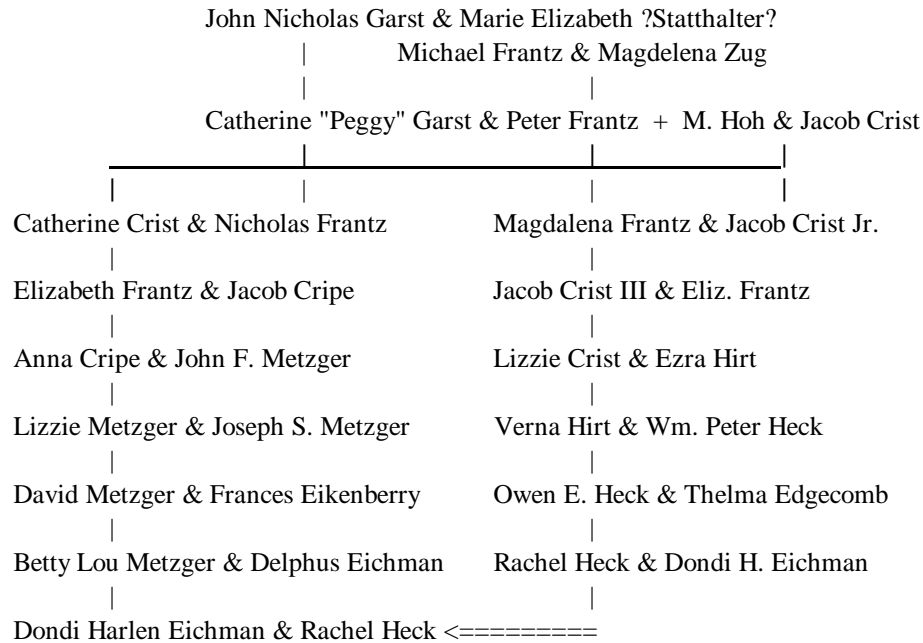 John Nicholas Garst & Marie Elizabeth ?Statthalter?
Michael Frantz & Magdelena Zug
Catherine "Peggy" Garst & Peter Frantz + M. Hoh & Jacob Crist
Catherine Crist & Nicholas Frantz Magdalena Frantz & Jacob Crist Jr.
Elizabeth Frantz & Jacob Cripe Jacob Crist III & Eliz. Frantz
Anna Cripe & John F. Metzger Lizzie Crist & Ezra Hirt
Lizzie Metzger & Joseph S. Metzger Verna Hirt & Wm. Peter Heck
David Metzger & Frances Eikenberry Owen E. Heck & Thelma Edgecomb
Betty Lou Metzger & Delphus Eichman Rachel Heck & Dondi H. Eichman
Dondi Harlen Eichman & Rachel Heck <=========